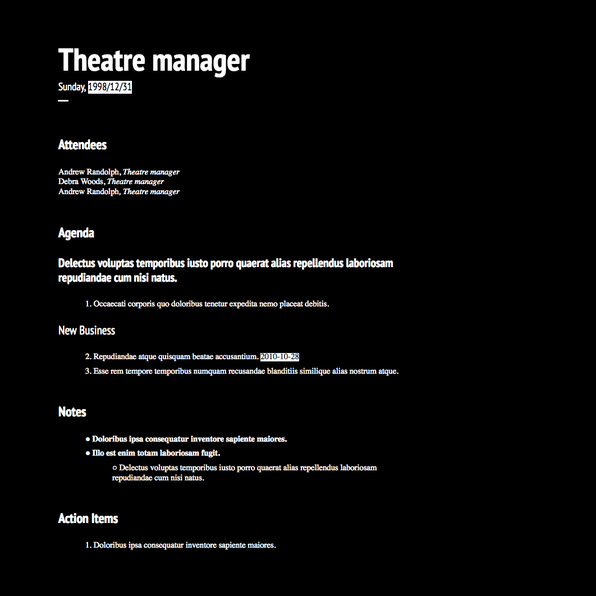 Theatre manager
Sunday, 1998/12/31
Attendees
Andrew Randolph, Theatre manager
Debra Woods, Theatre manager
Andrew Randolph, Theatre manager
Agenda
Delectus voluptas temporibus iusto porro quaerat alias repellendus laboriosam
repudiandae cum nisi natus.
1. Occaecati corporis quo doloribus tenetur expedita nemo placeat debitis.
New Business
2. Repudiandae atque quisquam beatae accusantium. 2010-10-28
3. Esse rem tempore temporibus numquam recusandae blanditiis similique alias nostrum atque.
Notes
● Doloribus ipsa consequatur inventore sapiente maiores.
● Illo est enim totam laboriosam fugit.
○ Delectus voluptas temporibus iusto porro quaerat alias repellendus laboriosam
repudiandae cum nisi natus.
Action Items
1. Doloribus ipsa consequatur inventore sapiente maiores.